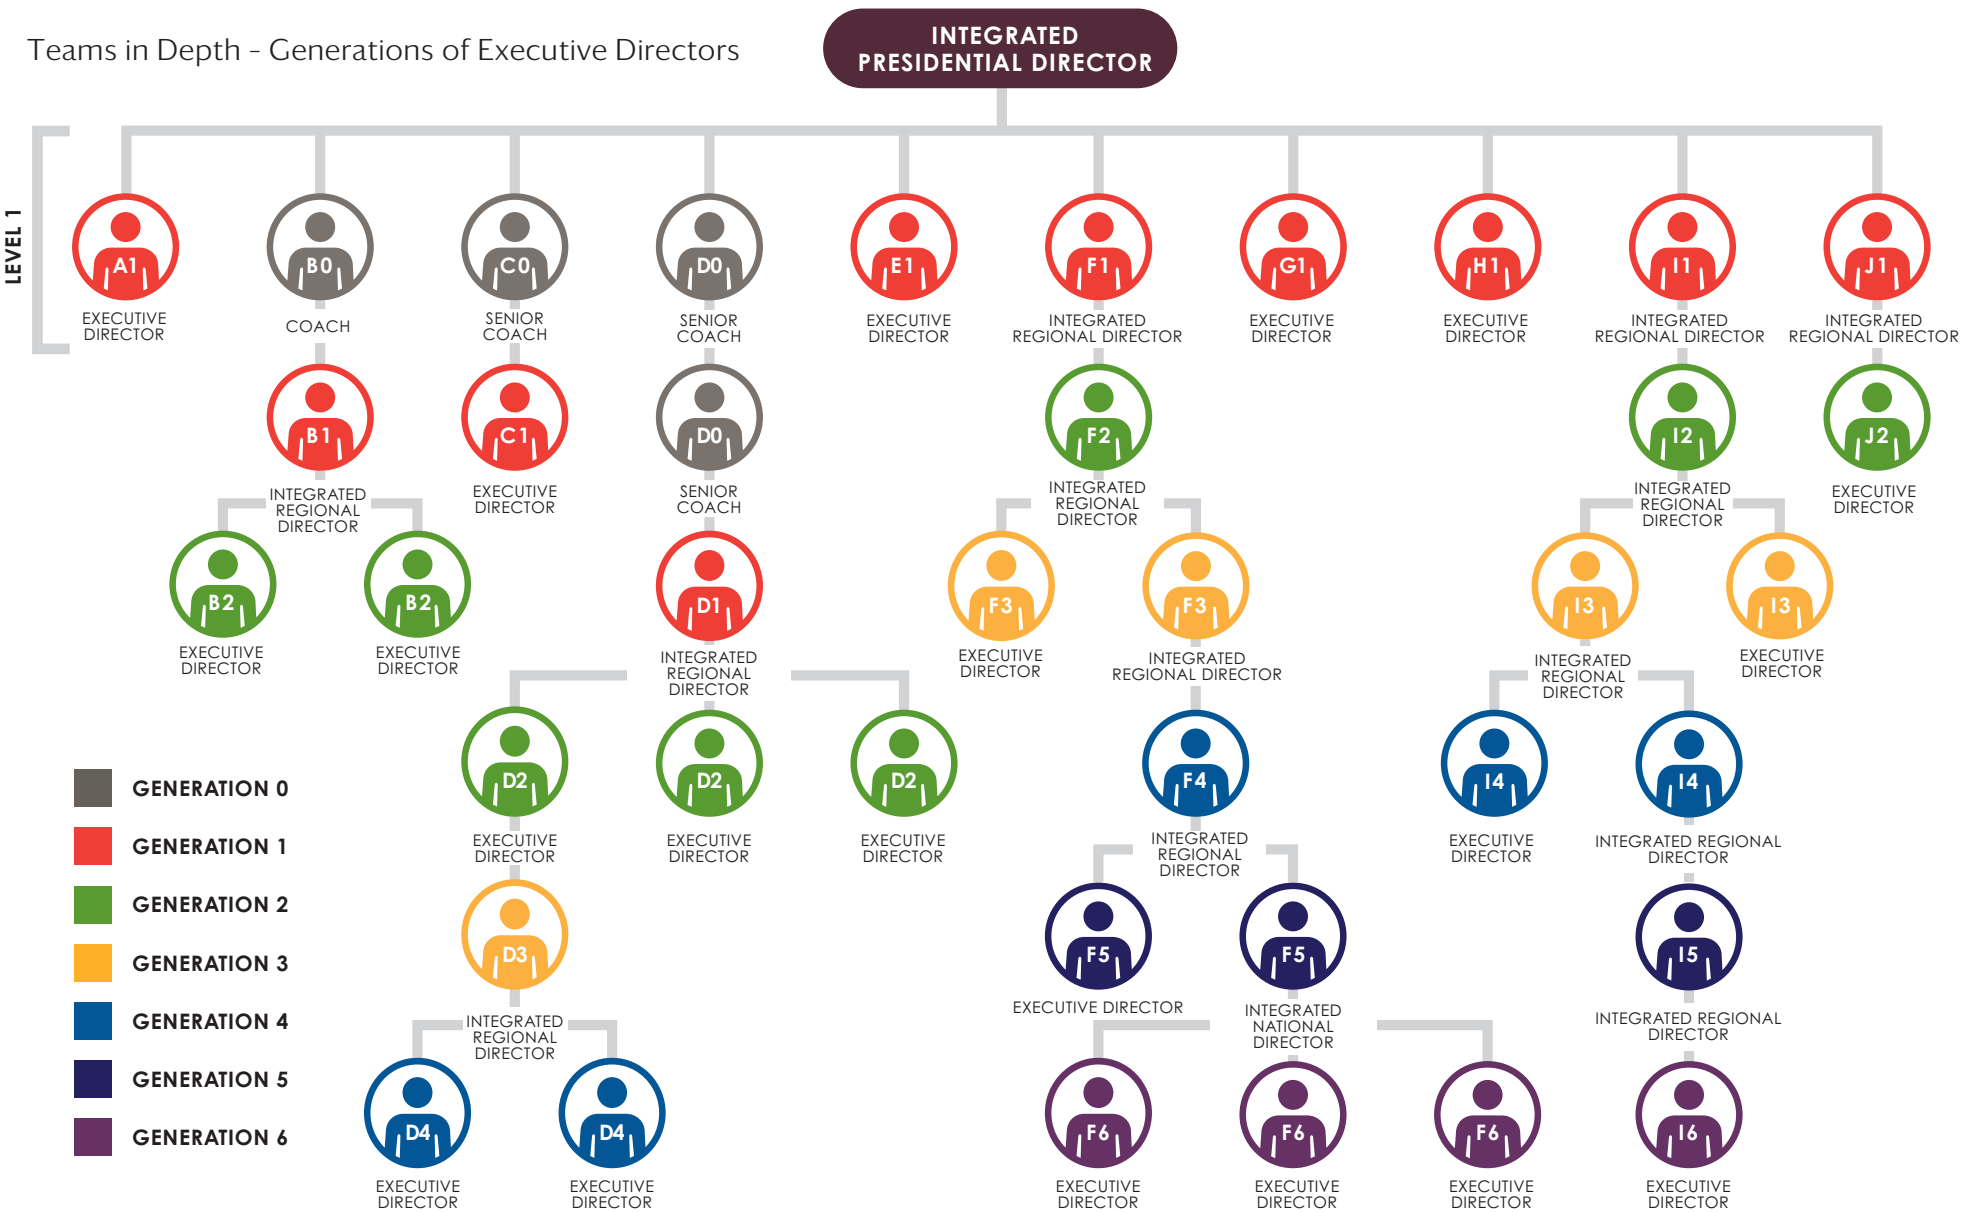 Teams in Depth – Generations of Executive Directors
INTEGRATED
PRESIDENTIAL DIRECTOR
LEVEL 1
A1
EXECUTIVE
DIRECTOR
B0
COACH
C0
SENIOR
COACH
D0
SENIOR
COACH
E1
EXECUTIVE
DIRECTOR
F1
INTEGRATED
REGIONAL DIRECTOR
G1
EXECUTIVE
DIRECTOR
H1
EXECUTIVE
DIRECTOR
I1
INTEGRATED
REGIONAL DIRECTOR
J1
INTEGRATED
REGIONAL DIRECTOR
B1
INTEGRATED
REGIONAL
DIRECTOR
C1
EXECUTIVE
DIRECTOR
D0
SENIOR
COACH
F2
INTEGRATED
REGIONAL
DIRECTOR
I2
INTEGRATED
REGIONAL
DIRECTOR
J2
EXECUTIVE
DIRECTOR
B2
EXECUTIVE
DIRECTOR
B2
EXECUTIVE
DIRECTOR
D1
INTEGRATED
REGIONAL
DIRECTOR
F3
EXECUTIVE
DIRECTOR
F3
INTEGRATED
REGIONAL DIRECTOR
I3
INTEGRATED
REGIONAL
DIRECTOR
I3
EXECUTIVE
DIRECTOR
D2
EXECUTIVE
DIRECTOR
D2
EXECUTIVE
DIRECTOR
D2
EXECUTIVE
DIRECTOR
F4
INTEGRATED
REGIONAL
DIRECTOR
I4
EXECUTIVE
DIRECTOR
I4
INTEGRATED REGIONAL
DIRECTOR
D3
INTEGRATED
REGIONAL
DIRECTOR
F5
EXECUTIVE DIRECTOR
F5
INTEGRATED
NATIONAL
DIRECTOR
I5
INTEGRATED REGIONAL
DIRECTOR
D4
EXECUTIVE
DIRECTOR
D4
EXECUTIVE
DIRECTOR
F6
EXECUTIVE
DIRECTOR
F6
EXECUTIVE
DIRECTOR
F6
EXECUTIVE
DIRECTOR
I6
EXECUTIVE
DIRECTOR
GENERATION 0
GENERATION 1
GENERATION 2
GENERATION 3
GENERATION 4
GENERATION 5
GENERATION 6